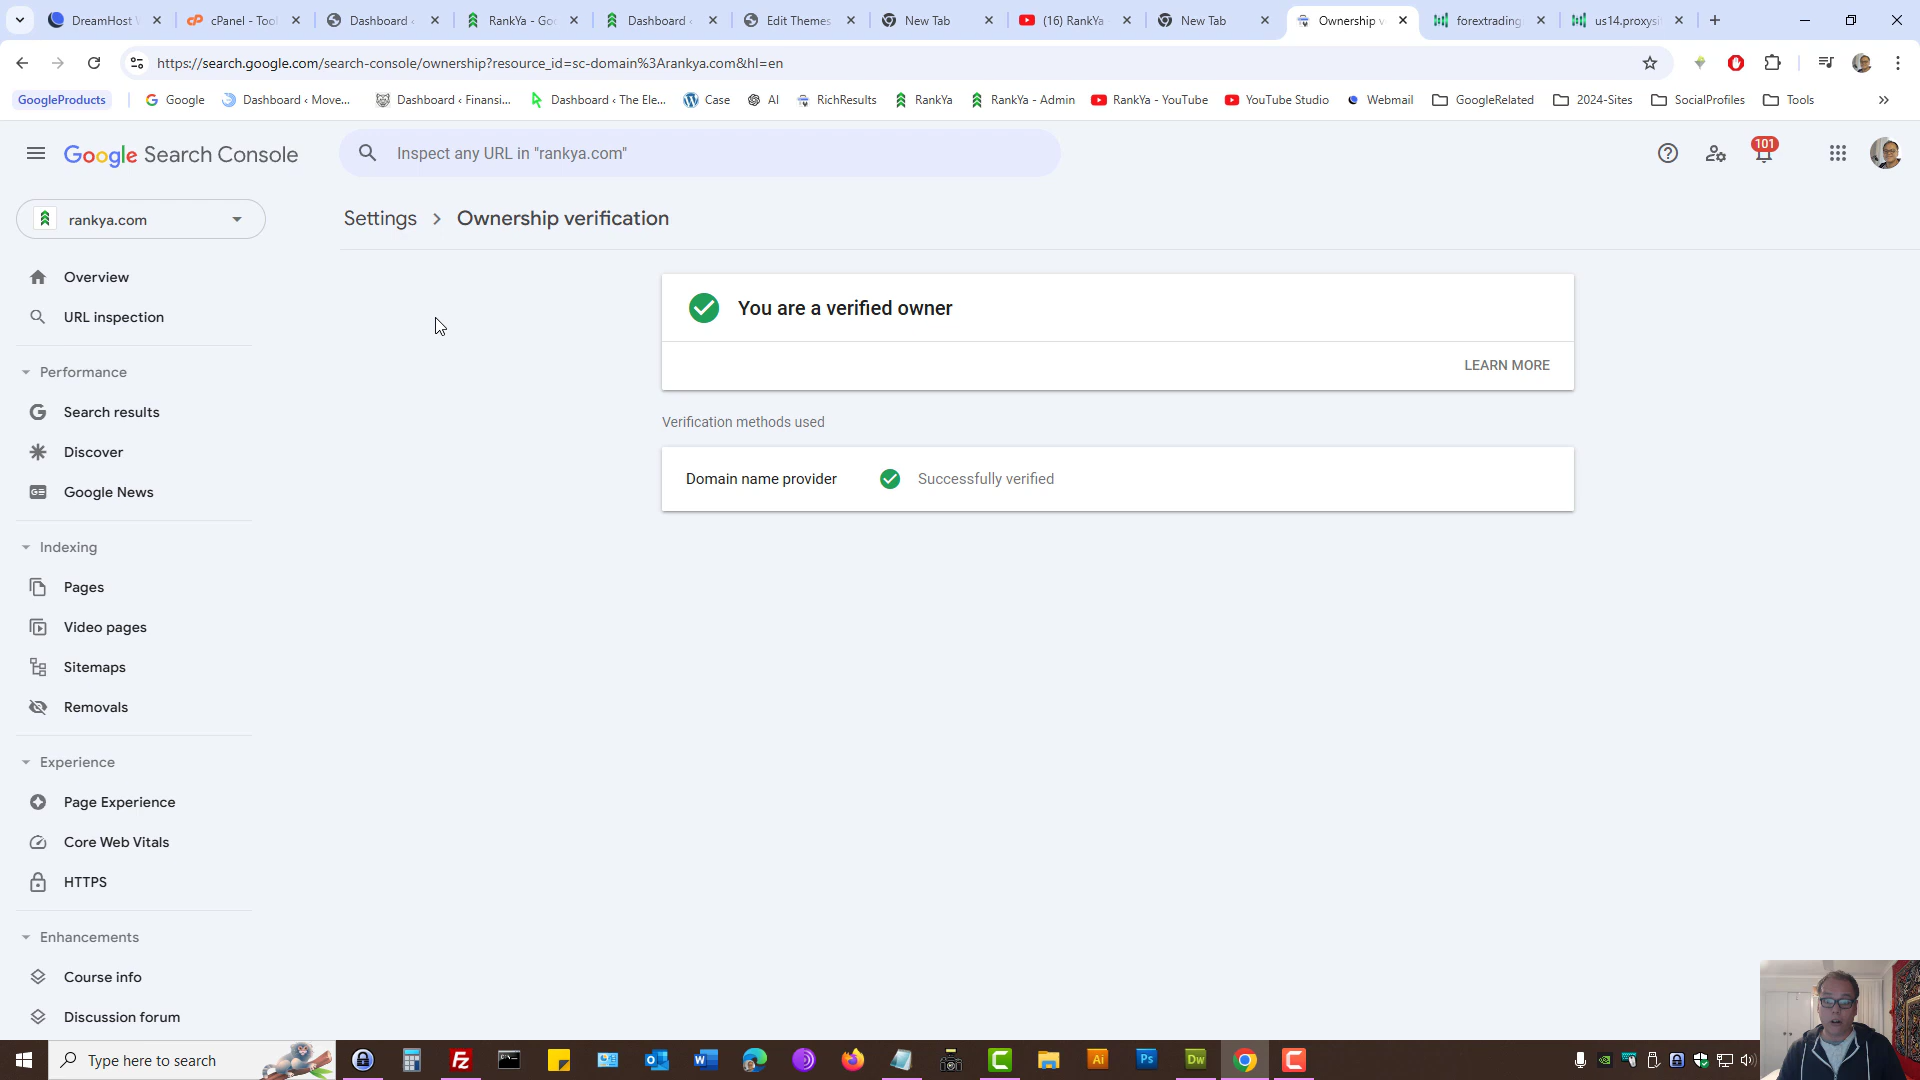 DreamHost
cPanel - Too
Dashboard ‹
RankYa - Goo
Dashboard ‹
Edit Themes
New Tab
(16) RankYa
New Tab
Ownership v
forextrading
us14.proxysi
https://search.google.com/search-console/ownership?resource_id=sc-domain%3Arankya.com&hl=en
GoogleProducts
Google
Dashboard ‹ Move...
Dashboard ‹ Finansi...
Dashboard ‹ The Ele...
Case
AI
RichResults
RankYa
RankYa - Admin
RankYa - YouTube
YouTube Studio
Webmail
GoogleRelated
2024-Sites
SocialProfiles
Tools
Google Search Console
Inspect any URL in "rankya.com"
101
rankya.com
Settings
Ownership verification
Overview
URL inspection
Performance
Search results
Discover
Google News
Indexing
Pages
Video pages
Sitemaps
Removals
Experience
Page Experience
Core Web Vitals
HTTPS
Enhancements
Course info
Discussion forum
You are a verified owner
LEARN MORE
Verification methods used
Domain name provider
Successfully verified
Type here to search
Ai
Ps
Dw